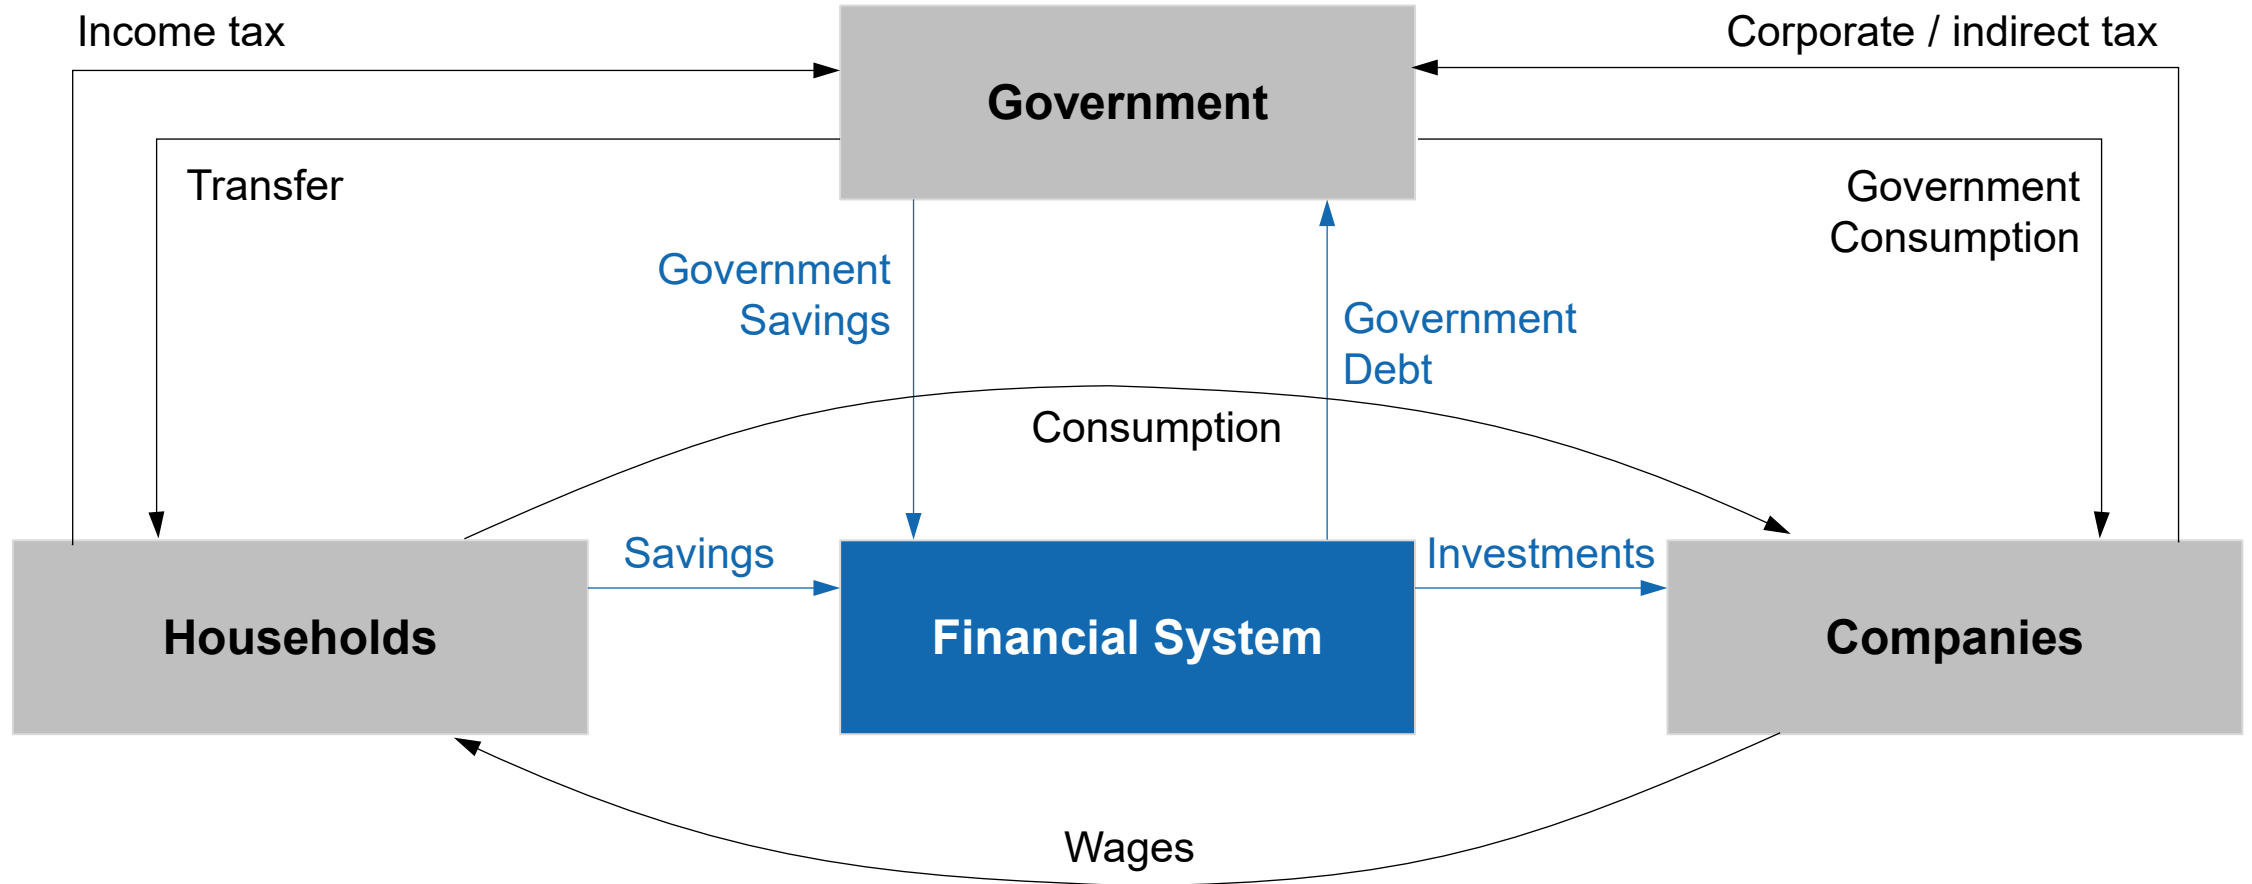 Income tax
Corporate / indirect tax
Government
Transfer
Government
Consumption
Government
Savings
Government
Debt
Consumption
Savings
Investments
Households
Financial System
Companies
Wages